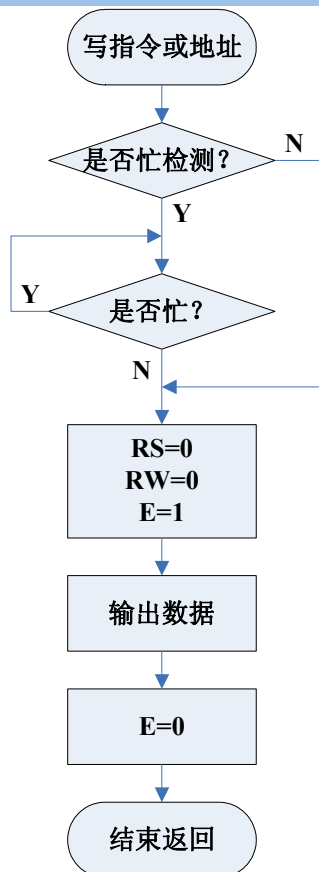 写指令或地址
是否忙检测？
N
Y
Y
是否忙？
N
RS=0
RW=0
E=1
输出数据
E=0
结束返回